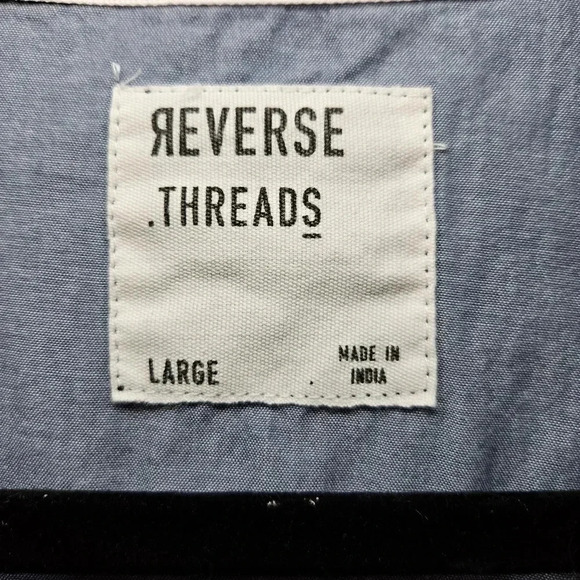 ЯEVERSE
.THREADS
LARGE
MADE IN
INDIA